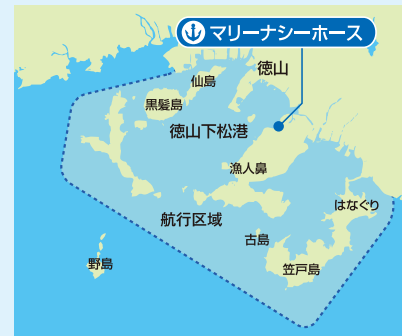 マリーナシーホース
徳山
仙島
黒髪島
徳山下松港
漁人鼻
はなぐり
航行区域
古島
笠戸島
野島